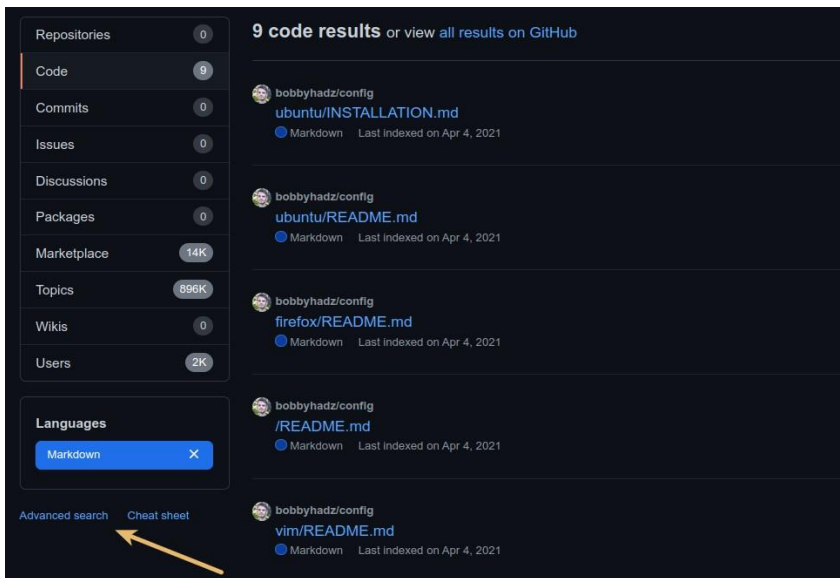 Repositories 0
Code 9
Commits 0
Issues 0
Discussions 0
Packages 0
Marketplace 14K
Topics 896K
Wikis 0
Users 2K
Languages
Markdown
Advanced search Cheat sheet
9 code results or view all results on GitHub
bobbyhadz/config
ubuntu/INSTALLATION.md
Markdown Last indexed on Apr 4, 2021
bobbyhadz/config
ubuntu/README.md
Markdown Last indexed on Apr 4, 2021
bobbyhadz/config
firefox/README.md
Markdown Last indexed on Apr 4, 2021
bobbyhadz/config
/README.md
Markdown Last indexed on Apr 4, 2021
bobbyhadz/config
vim/README.md
Markdown Last indexed on Apr 4, 2021